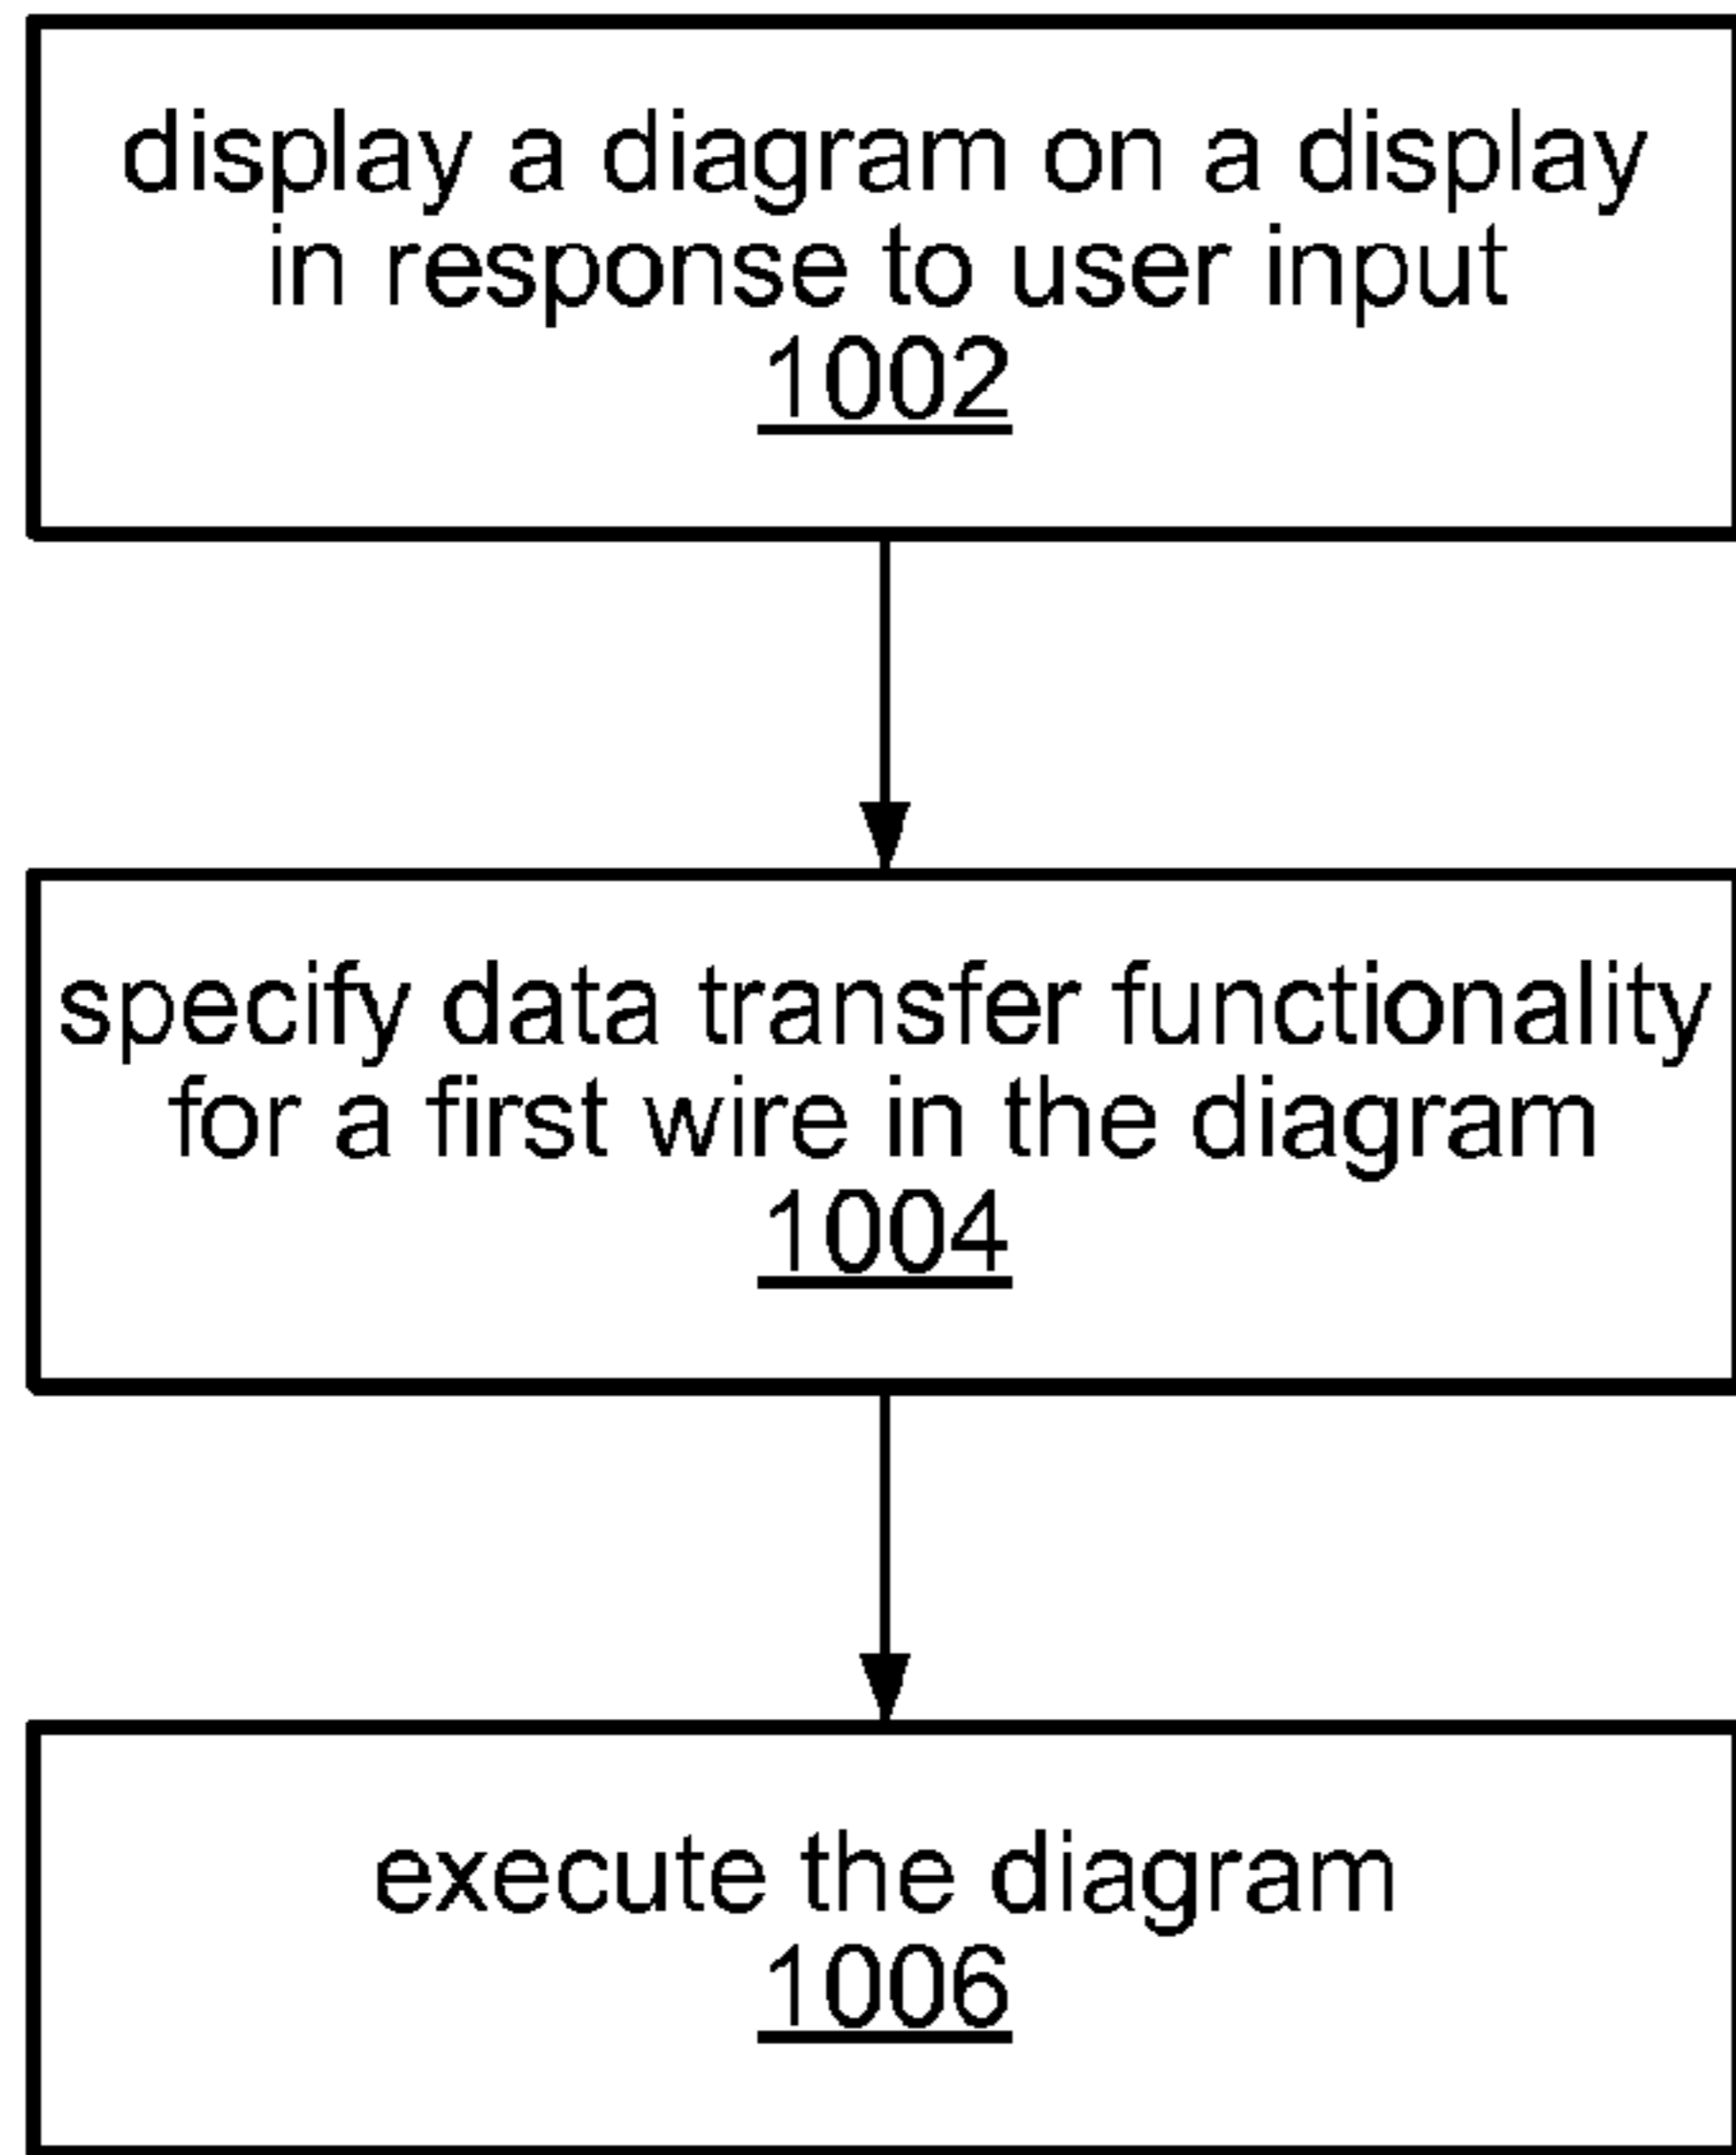 display a diagram on a display
in response to user input
1002
specify data transfer functionality
for a first wire in the diagram
1004
execute the diagram
1006